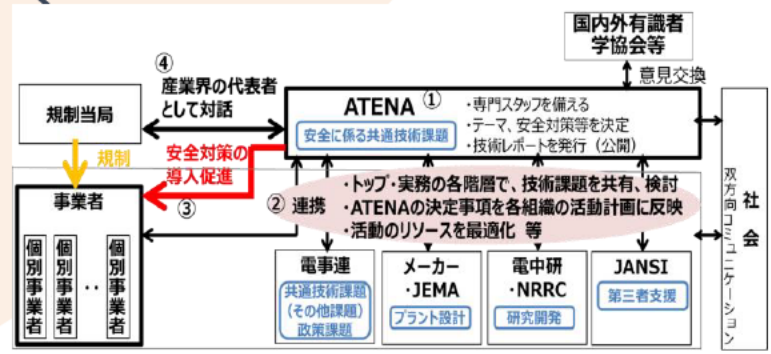 国内外有識者
学協会等
意見交換
④
産業界の代表者
として対話
規制当局
ATENA ①
安全に係る共通技術課題
・専門スタッフを備える
・テーマ、安全対策等を決定
・技術レポートを発行（公開）
規制
安全対策の
導入促進
③
事業者
個別事業者
個別事業者
‥
個別事業者
② 連携
・トップ・実務の各階層で、技術課題を共有、検討
・ATENAの決定事項を各組織の活動計画に反映
・活動のリソースを最適化 等
電事連
共通技術課題
（その他課題）
政策課題
メーカー
・JEMA
プラント設計
電中研
・NRRC
研究開発
JANSI
第三者支援
社会
双方向コミュニケーション